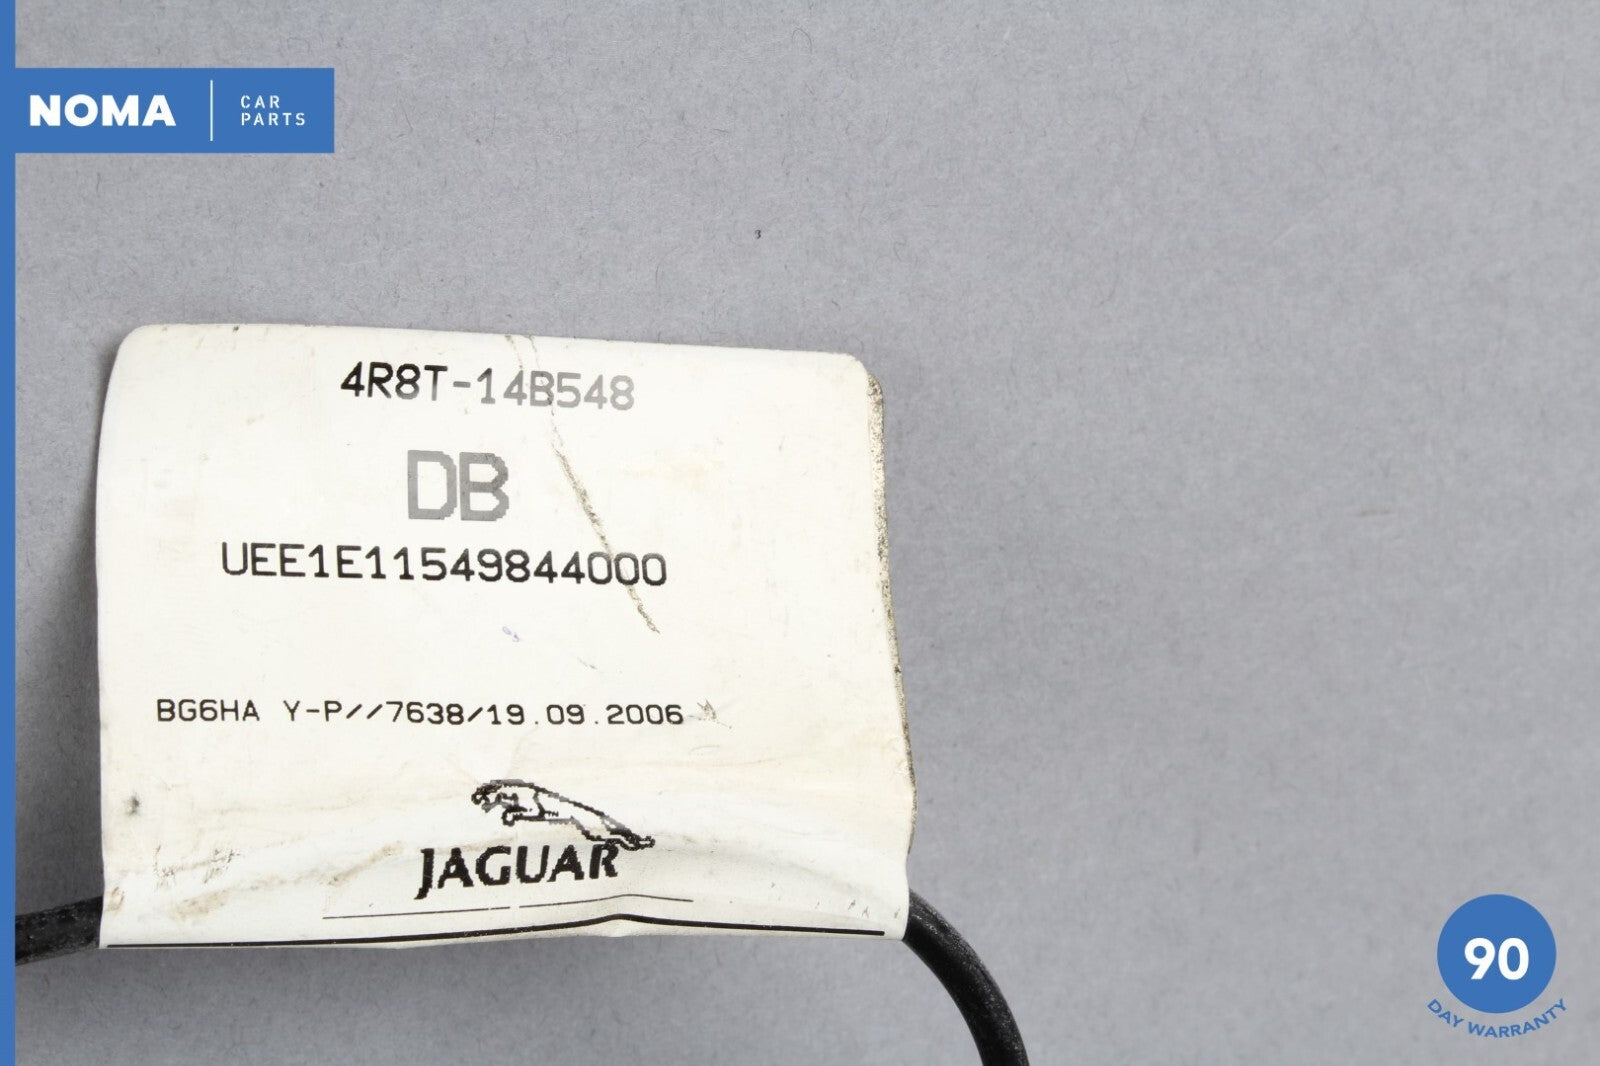 NOMA
CAR
PARTS
4R8T-14B548
DB
UEE1E11549844000
BG6HA Y-P//7638/19.09.2006
JAGUAR
90
DAY WARRANTY